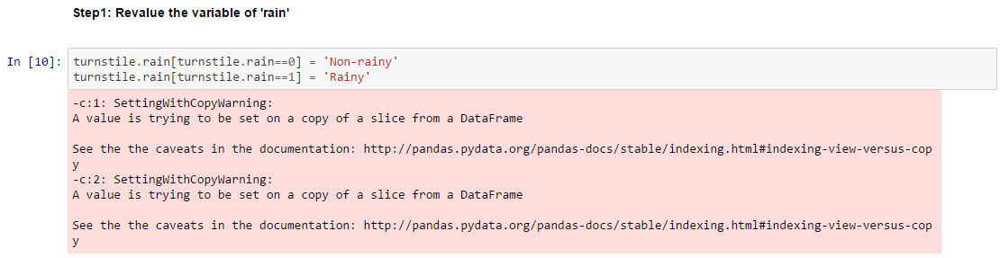 Step1: Revalue the variable of 'rain'
In [10]: turnstile.rain[turnstile.rain==0] = 'Non-rainy'
turnstile.rain[turnstile.rain==1] = 'Rainy'
-c:1: SettingWithCopyWarning:
A value is trying to be set on a copy of a slice from a DataFrame
See the the caveats in the documentation: http://pandas.pydata.org/pandas-docs/stable/indexing.html#indexing-view-versus-cop
y
-c:2: SettingWithCopyWarning:
A value is trying to be set on a copy of a slice from a DataFrame
See the the caveats in the documentation: http://pandas.pydata.org/pandas-docs/stable/indexing.html#indexing-view-versus-cop
y